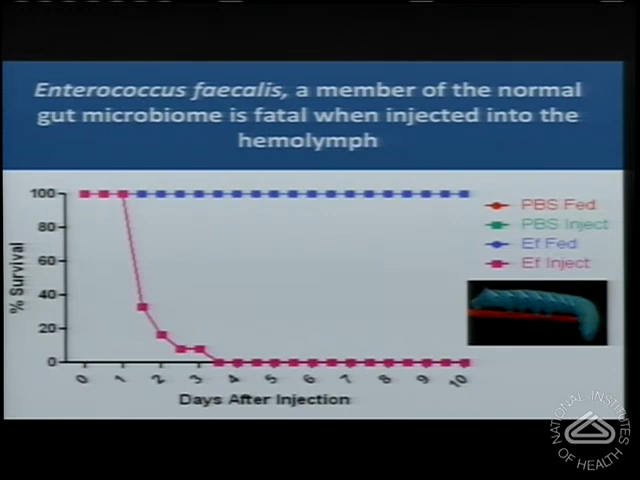 Enterococcus faecalis, a member of the normal
gut microbiome is fatal when injected into the
hemolymph
100
80
60
40
20
0
% Survival
0 1 2 3 4 5 6 7 8 9 10
Days After Injection
PBS Fed
PBS Inject
Ef Fed
Ef Inject
NATIONAL INSTITUTES
OF HEALTH